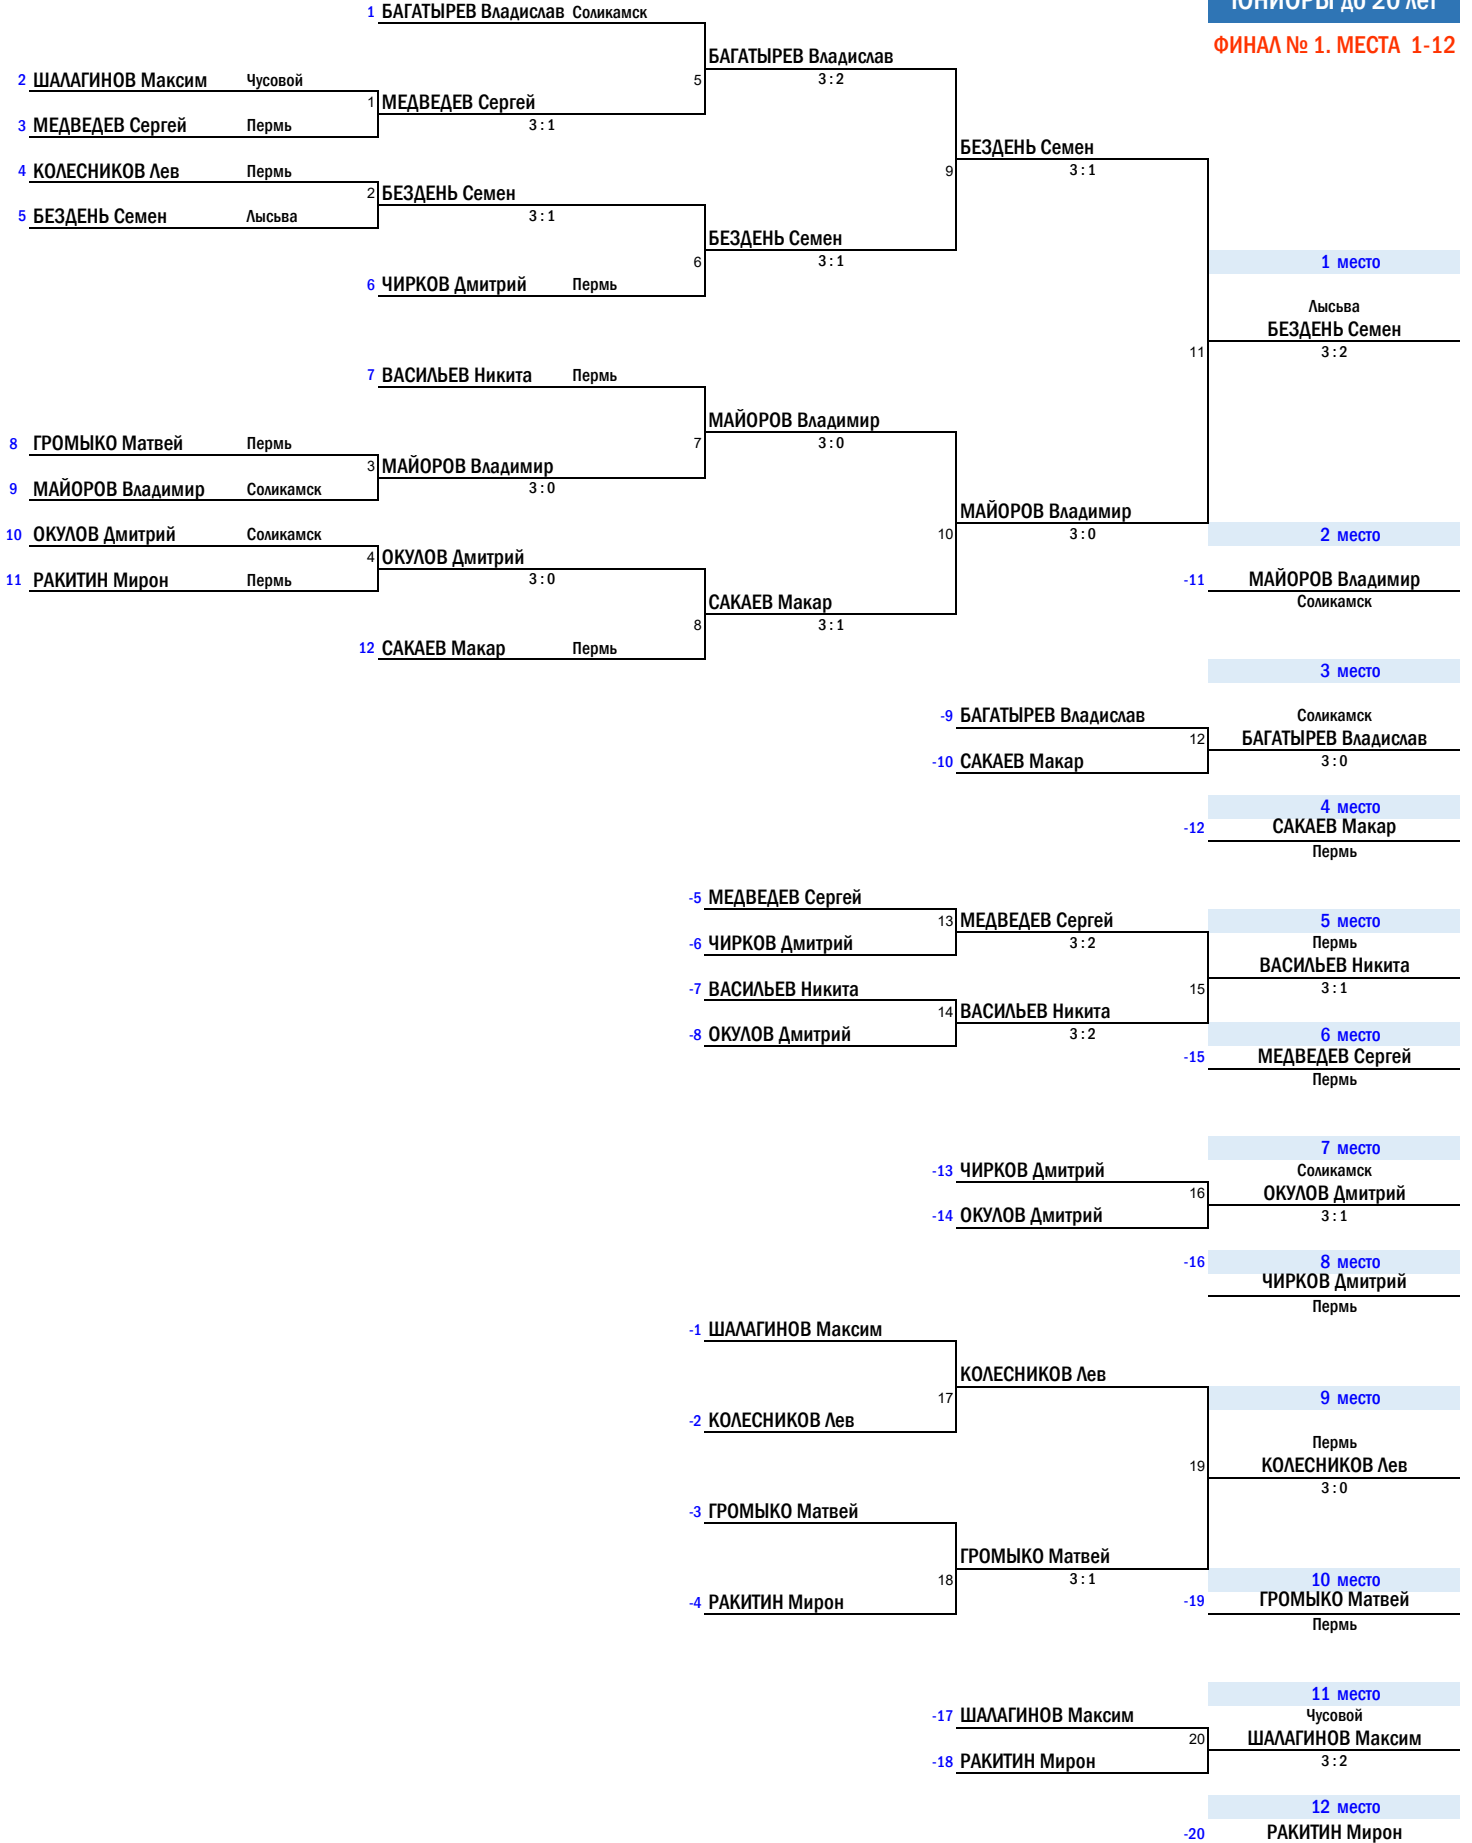 ЮНИОРЫ до 20 лет
ФИНАЛ № 1. МЕСТА 1-12
1 БАГАТЫРЕВ Владислав Соликамск
БАГАТЫРЕВ Владислав
2 ШАЛАГИНОВ Максим Чусовой
5 3 : 2
1 МЕДВЕДЕВ Сергей
3 МЕДВЕДЕВ Сергей Пермь
3 : 1
БЕЗДЕНЬ Семен
4 КОЛЕСНИКОВ Лев Пермь
9 3 : 1
2 БЕЗДЕНЬ Семен
5 БЕЗДЕНЬ Семен Лысьва
3 : 1
БЕЗДЕНЬ Семен
6 3 : 1
1 место
6 ЧИРКОВ Дмитрий Пермь
Лысьва
БЕЗДЕНЬ Семен
11 3 : 2
7 ВАСИЛЬЕВ Никита Пермь
МАЙОРОВ Владимир
8 ГРОМЫКО Матвей Пермь
7 3 : 0
3 МАЙОРОВ Владимир
9 МАЙОРОВ Владимир Соликамск
3 : 0
МАЙОРОВ Владимир
10 ОКУЛОВ Дмитрий Соликамск
10 3 : 0
2 место
4 ОКУЛОВ Дмитрий
11 РАКИТИН Мирон Пермь
3 : 0
-11 МАЙОРОВ Владимир
САКАЕВ Макар
Соликамск
8 3 : 1
12 САКАЕВ Макар Пермь
3 место
-9 БАГАТЫРЕВ Владислав
Соликамск
12 БАГАТЫРЕВ Владислав
-10 САКАЕВ Макар
3 : 0
4 место
-12 САКАЕВ Макар
Пермь
-5 МЕДВЕДЕВ Сергей
13 МЕДВЕДЕВ Сергей
5 место
-6 ЧИРКОВ Дмитрий
3 : 2
Пермь
ВАСИЛЬЕВ Никита
-7 ВАСИЛЬЕВ Никита
15 3 : 1
14 ВАСИЛЬЕВ Никита
-8 ОКУЛОВ Дмитрий
3 : 2
6 место
-15 МЕДВЕДЕВ Сергей
Пермь
7 место
-13 ЧИРКОВ Дмитрий
Соликамск
16 ОКУЛОВ Дмитрий
-14 ОКУЛОВ Дмитрий
3 : 1
-16 8 место
ЧИРКОВ Дмитрий
Пермь
-1 ШАЛАГИНОВ Максим
КОЛЕСНИКОВ Лев
17
9 место
-2 КОЛЕСНИКОВ Лев
Пермь
19 КОЛЕСНИКОВ Лев
3 : 0
-3 ГРОМЫКО Матвей
ГРОМЫКО Матвей
18 3 : 1
10 место
-4 РАКИТИН Мирон
-19 ГРОМЫКО Матвей
Пермь
11 место
-17 ШАЛАГИНОВ Максим
Чусовой
20 ШАЛАГИНОВ Максим
-18 РАКИТИН Мирон
3 : 2
12 место
-20 РАКИТИН Мирон